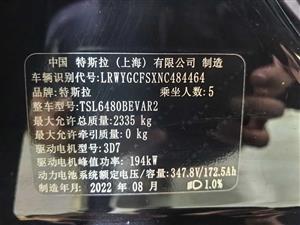 中国 特斯拉（上海）有限公司 制造
车辆识别代号:LRWYGCFSXNC484464
品牌:特斯拉 乘坐人数:5
整车型号:TSL6480BEVAR2
最大允许总质量:2335 kg
最大允许牵引质量:0 kg
驱动电机型号:3D7
驱动电机峰值功率:194kW
动力电池系统额定电压/容量:347.8V/172.5Ah
制造年月:2022 年 08 月 1.0%